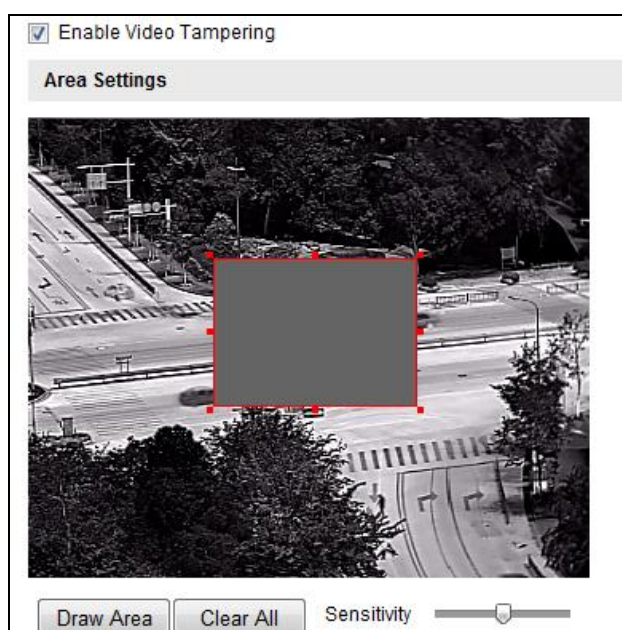 Enable Video Tampering
Area Settings
Draw Area
Clear All
Sensitivity